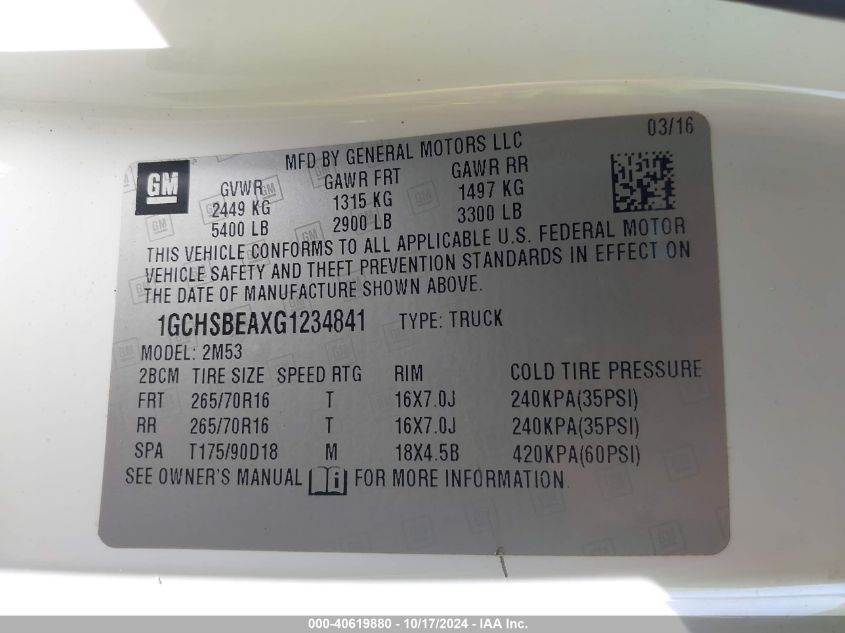 03/16
MFD BY GENERAL MOTORS LLC
GM
GVWR GAWR FRT GAWR RR
2449 KG 1315 KG 1497 KG
5400 LB 2900 LB 3300 LB
THIS VEHICLE CONFORMS TO ALL APPLICABLE U.S. FEDERAL MOTOR
VEHICLE SAFETY AND THEFT PREVENTION STANDARDS IN EFFECT ON
THE DATE OF MANUFACTURE SHOWN ABOVE.
1GCHSBEAXG1234841 TYPE: TRUCK
MODEL: 2M53
2BCM TIRE SIZE SPEED RTG RIM COLD TIRE PRESSURE
FRT 265/70R16 T 16X7.0J 240KPA(35PSI)
RR 265/70R16 T 16X7.0J 240KPA(35PSI)
SPA T175/90D18 M 18X4.5B 420KPA(60PSI)
SEE OWNER'S MANUAL i FOR MORE INFORMATION.
000-40619880 - 10/17/2024 - IAA Inc.